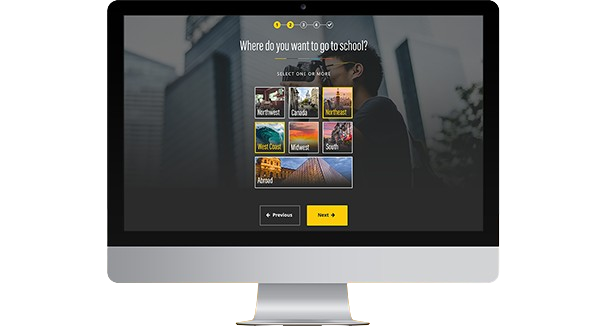 1 2 3 4
Where do you want to go to school?
SELECT ONE OR MORE
Northwest Canada Northeast
West Coast Midwest South
Abroad
Previous Next